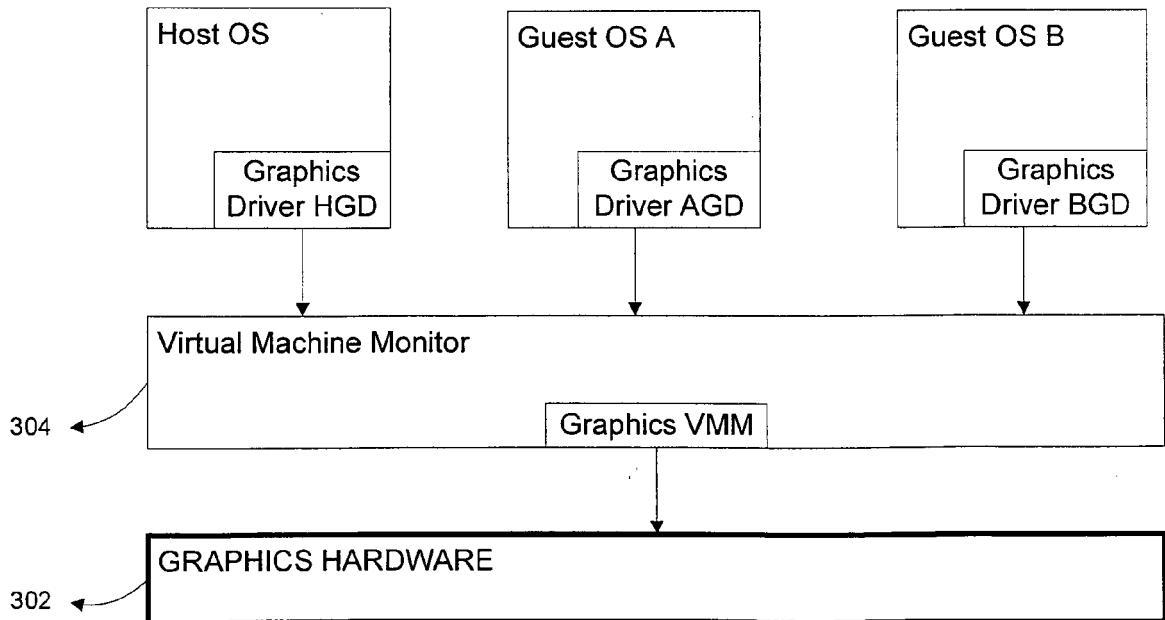 Host OS
Guest OS A
Guest OS B
Graphics
Driver HGD
Graphics
Driver AGD
Graphics
Driver BGD
Virtual Machine Monitor
304
Graphics VMM
GRAPHICS HARDWARE
302